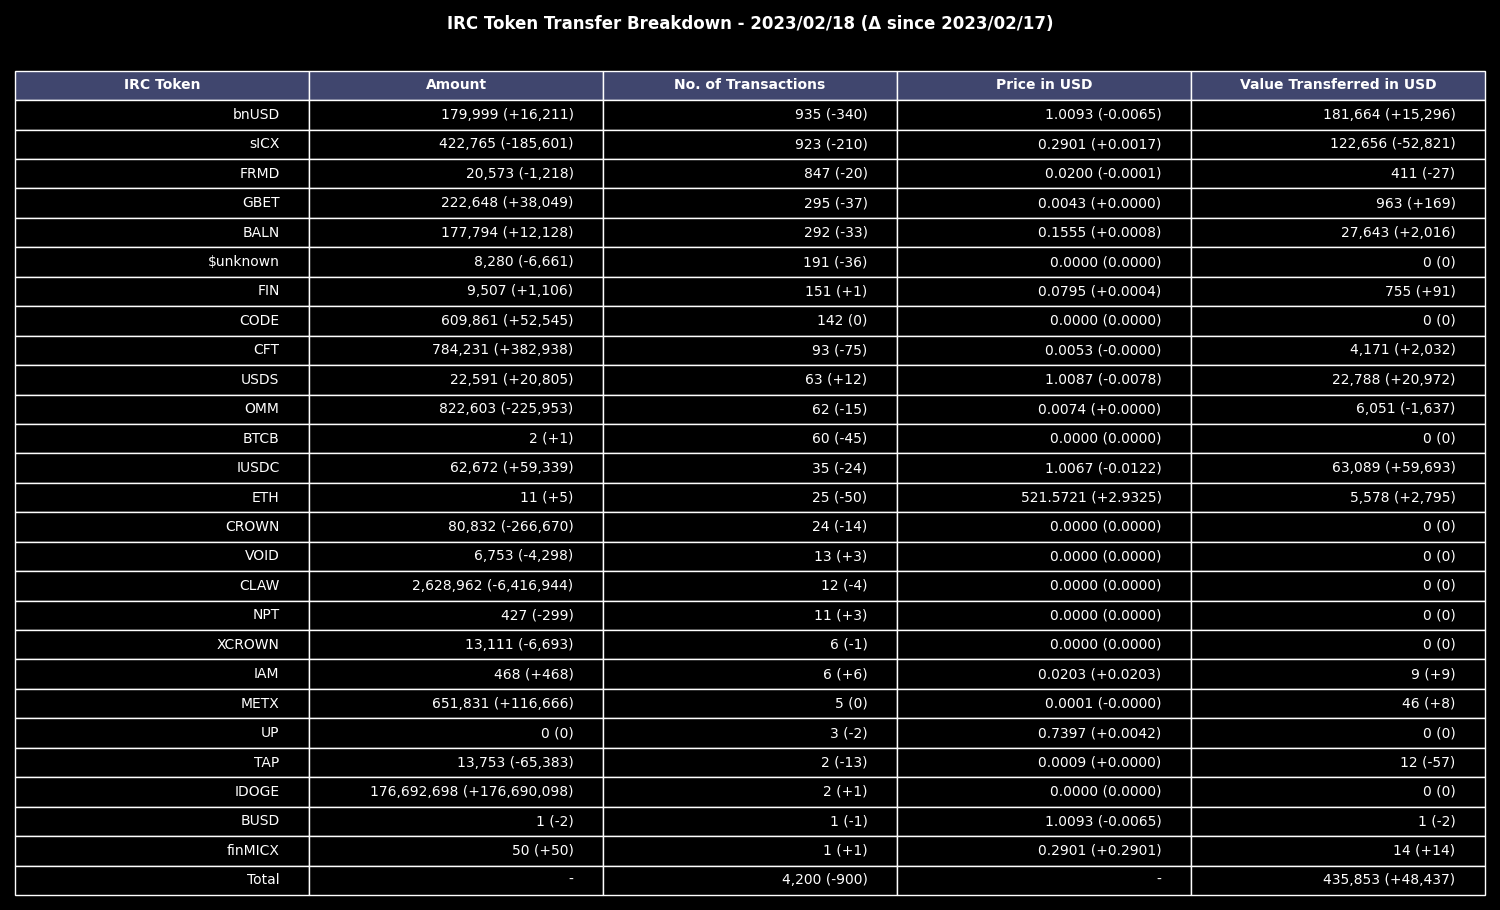 IRC Token Transfer Breakdown - 2023/02/18 (Δ since 2023/02/17)
IRC Token Amount No. of Transactions Price in USD Value Transferred in USD
bnUSD 179,999 (+16,211) 935 (-340) 1.0093 (-0.0065) 181,664 (+15,296)
sICX 422,765 (-185,601) 923 (-210) 0.2901 (+0.0017) 122,656 (-52,821)
FRMD 20,573 (-1,218) 847 (-20) 0.0200 (-0.0001) 411 (-27)
GBET 222,648 (+38,049) 295 (-37) 0.0043 (+0.0000) 963 (+169)
BALN 177,794 (+12,128) 292 (-33) 0.1555 (+0.0008) 27,643 (+2,016)
$unknown 8,280 (-6,661) 191 (-36) 0.0000 (0.0000) 0 (0)
FIN 9,507 (+1,106) 151 (+1) 0.0795 (+0.0004) 755 (+91)
CODE 609,861 (+52,545) 142 (0) 0.0000 (0.0000) 0 (0)
CFT 784,231 (+382,938) 93 (-75) 0.0053 (-0.0000) 4,171 (+2,032)
USDS 22,591 (+20,805) 63 (+12) 1.0087 (-0.0078) 22,788 (+20,972)
OMM 822,603 (-225,953) 62 (-15) 0.0074 (+0.0000) 6,051 (-1,637)
BTCB 2 (+1) 60 (-45) 0.0000 (0.0000) 0 (0)
IUSDC 62,672 (+59,339) 35 (-24) 1.0067 (-0.0122) 63,089 (+59,693)
ETH 11 (+5) 25 (-50) 521.5721 (+2.9325) 5,578 (+2,795)
CROWN 80,832 (-266,670) 24 (-14) 0.0000 (0.0000) 0 (0)
VOID 6,753 (-4,298) 13 (+3) 0.0000 (0.0000) 0 (0)
CLAW 2,628,962 (-6,416,944) 12 (-4) 0.0000 (0.0000) 0 (0)
NPT 427 (-299) 11 (+3) 0.0000 (0.0000) 0 (0)
XCROWN 13,111 (-6,693) 6 (-1) 0.0000 (0.0000) 0 (0)
IAM 468 (+468) 6 (+6) 0.0203 (+0.0203) 9 (+9)
METX 651,831 (+116,666) 5 (0) 0.0001 (-0.0000) 46 (+8)
UP 0 (0) 3 (-2) 0.7397 (+0.0042) 0 (0)
TAP 13,753 (-65,383) 2 (-13) 0.0009 (+0.0000) 12 (-57)
IDOGE 176,692,698 (+176,690,098) 2 (+1) 0.0000 (0.0000) 0 (0)
BUSD 1 (-2) 1 (-1) 1.0093 (-0.0065) 1 (-2)
finMICX 50 (+50) 1 (+1) 0.2901 (+0.2901) 14 (+14)
Total - 4,200 (-900) - 435,853 (+48,437)